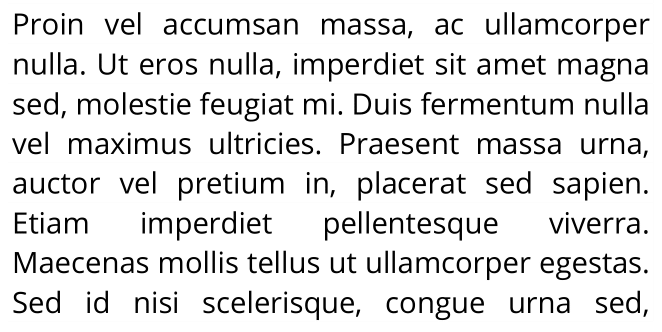 Proin vel accumsan massa, ac ullamcorper
nulla. Ut eros nulla, imperdiet sit amet magna
sed, molestie feugiat mi. Duis fermentum nulla
vel maximus ultricies. Praesent massa urna,
auctor vel pretium in, placerat sed sapien.
Etiam imperdiet pellentesque viverra.
Maecenas mollis tellus ut ullamcorper egestas.
Sed id nisi scelerisque, congue urna sed,